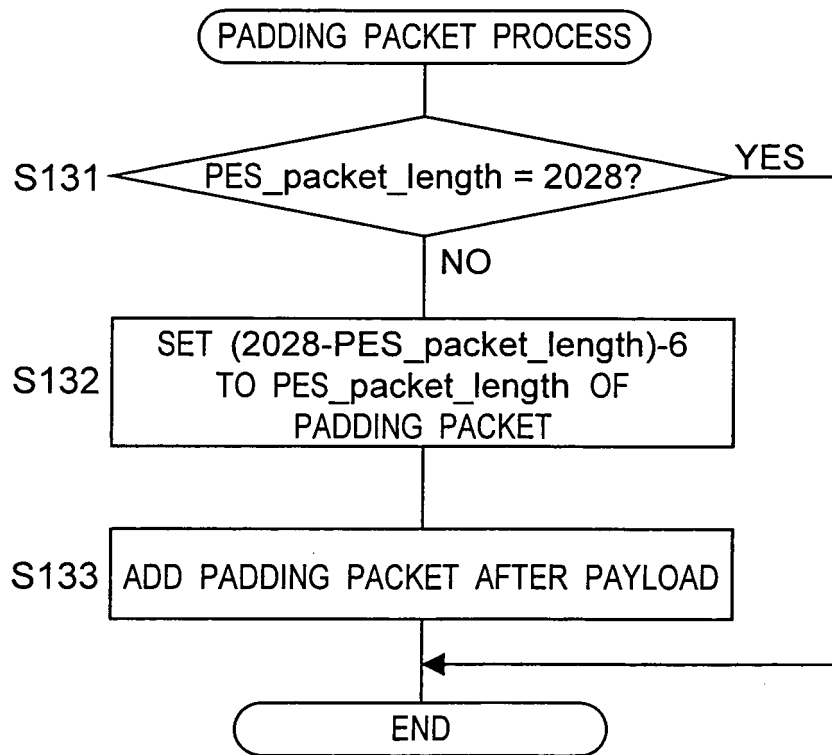 PADDING PACKET PROCESS
S131
PES_packet_length = 2028?
YES
NO
S132
SET (2028-PES_packet_length)-6
TO PES_packet_length OF
PADDING PACKET
S133
ADD PADDING PACKET AFTER PAYLOAD
END